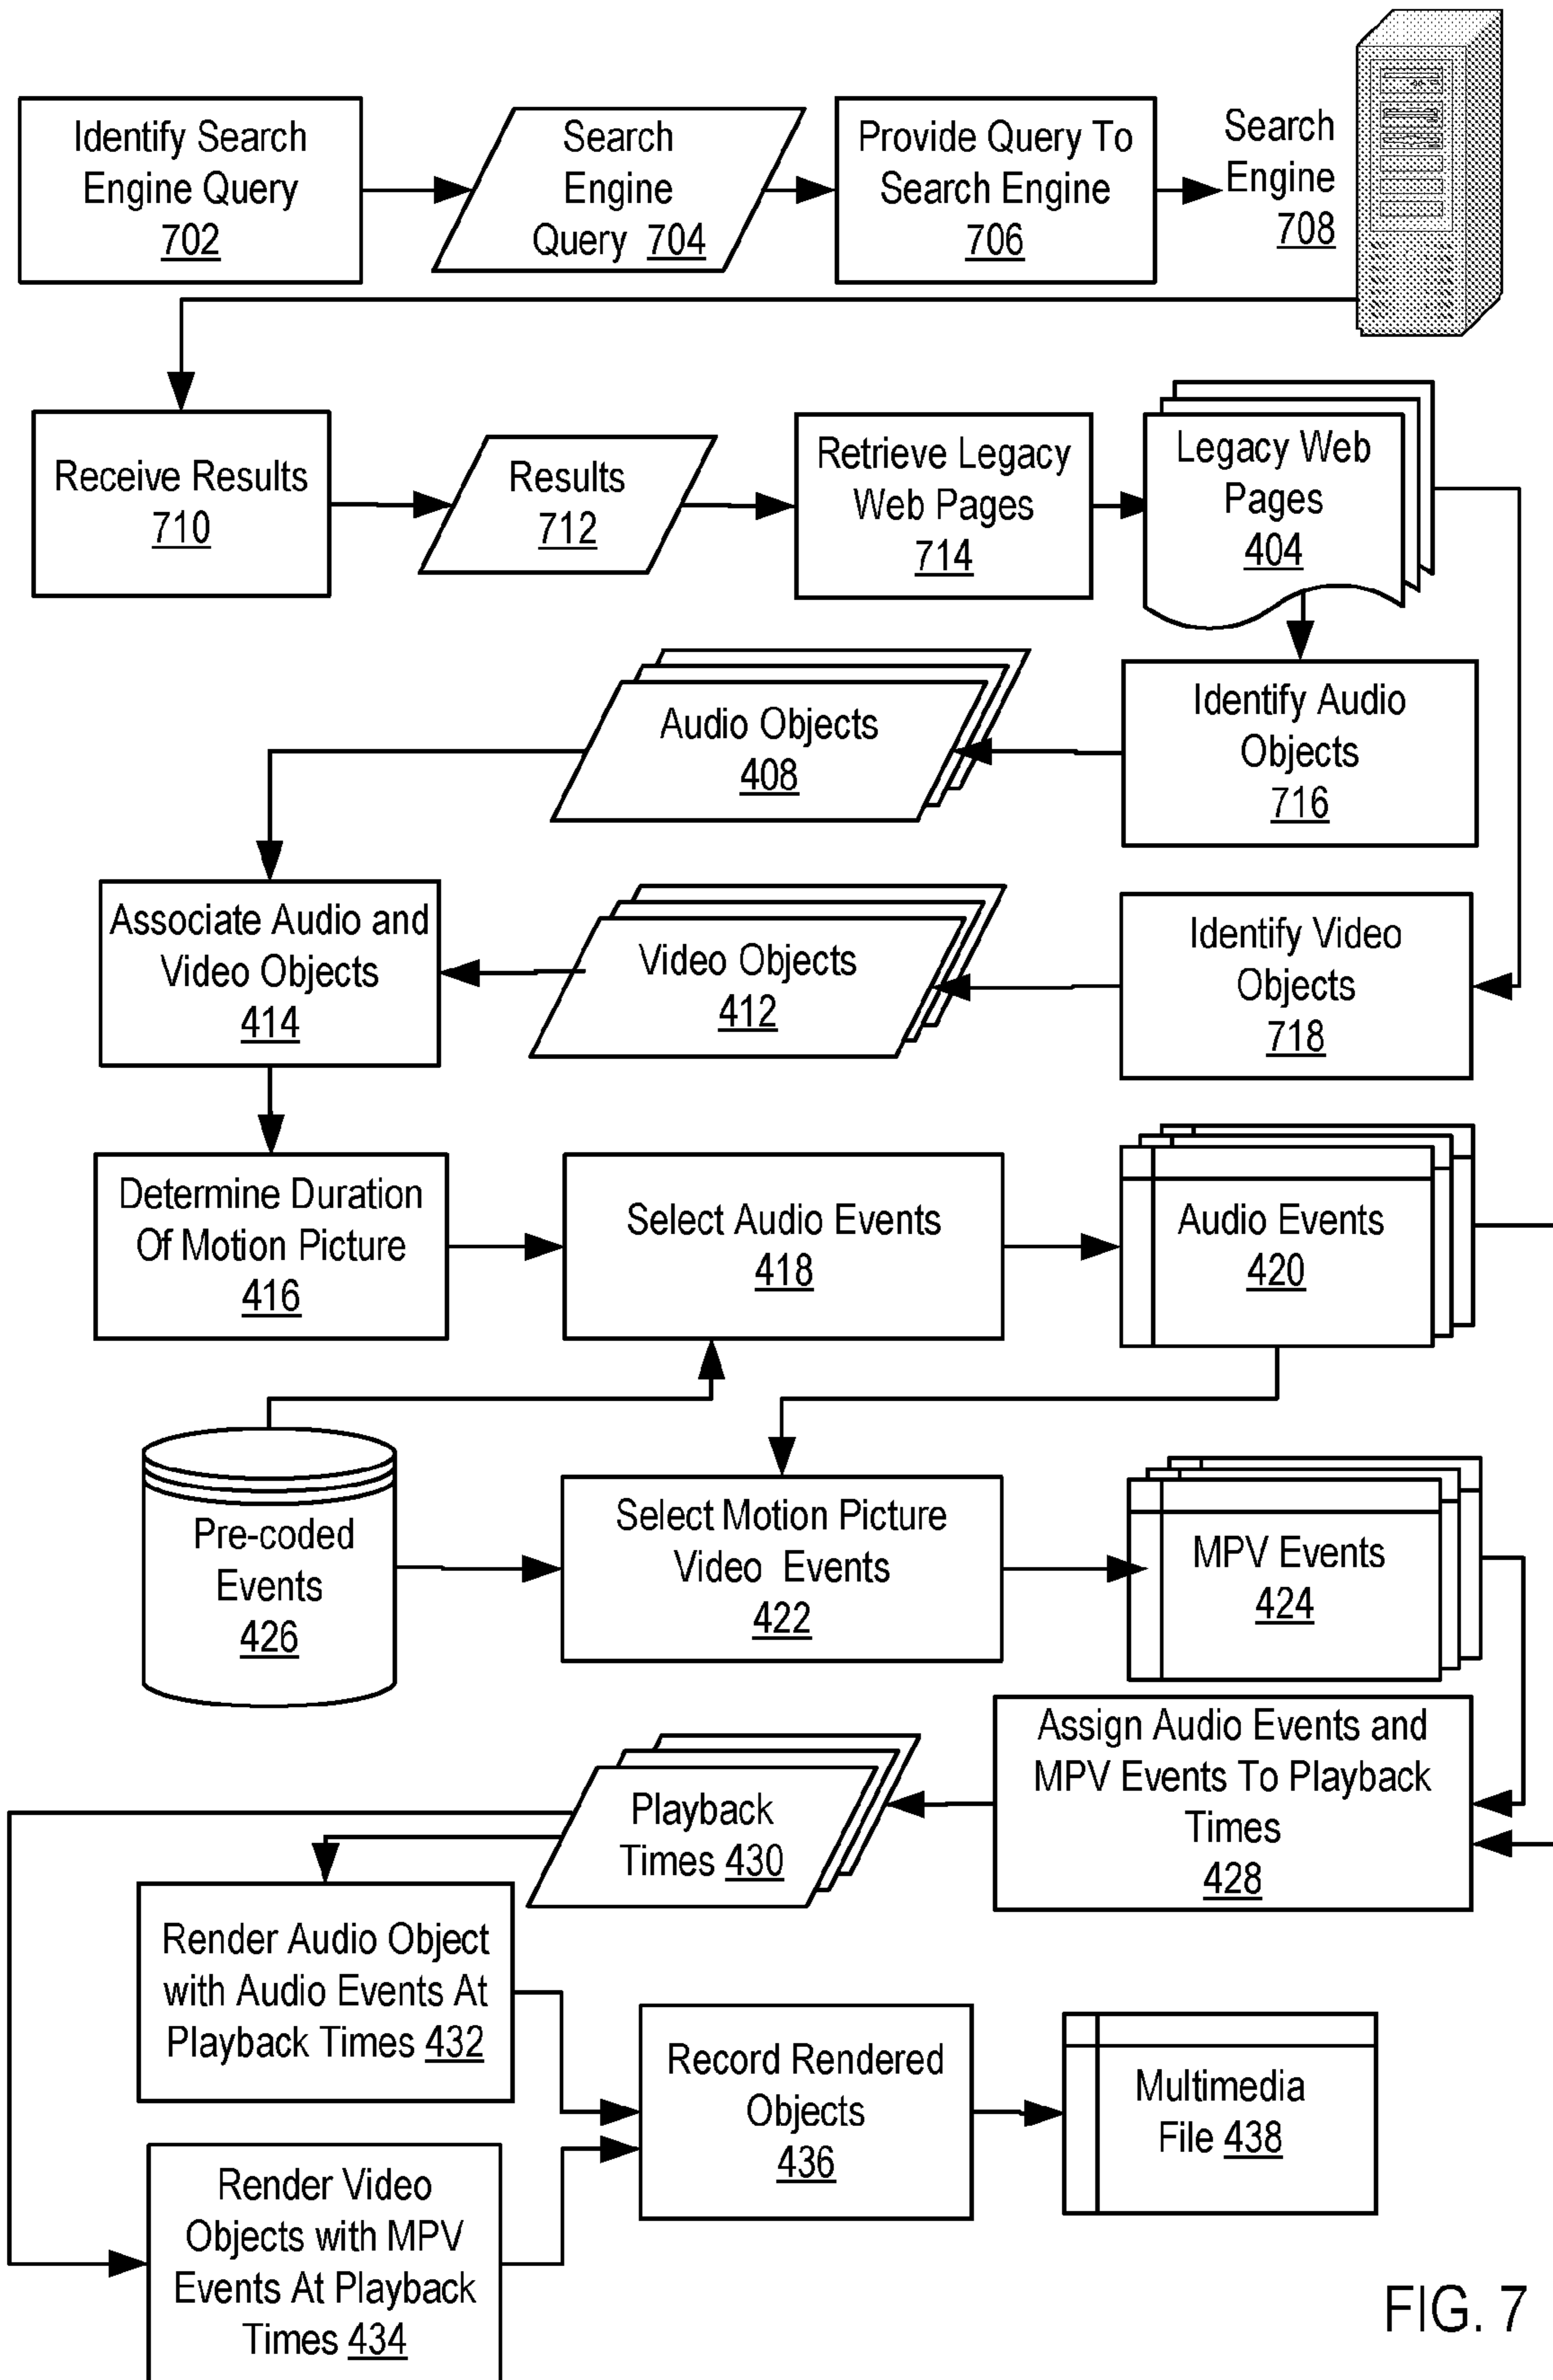 Identify Search
Engine Query
702
Search
Engine
Query 704
Provide Query To
Search Engine
706
Search
Engine
708
Receive Results
710
Results
712
Retrieve Legacy
Web Pages
714
Legacy Web
Pages
404
Audio Objects
408
Identify Audio
Objects
716
Associate Audio and
Video Objects
414
Video Objects
412
Identify Video
Objects
718
Determine Duration
Of Motion Picture
416
Select Audio Events
418
Audio Events
420
Pre-coded
Events
426
Select Motion Picture
Video Events
422
MPV Events
424
Assign Audio Events and
MPV Events To Playback
Times
428
Playback
Times 430
Render Audio Object
with Audio Events At
Playback Times 432
Record Rendered
Objects
436
Multimedia
File 438
Render Video
Objects with MPV
Events At Playback
Times 434
FIG. 7